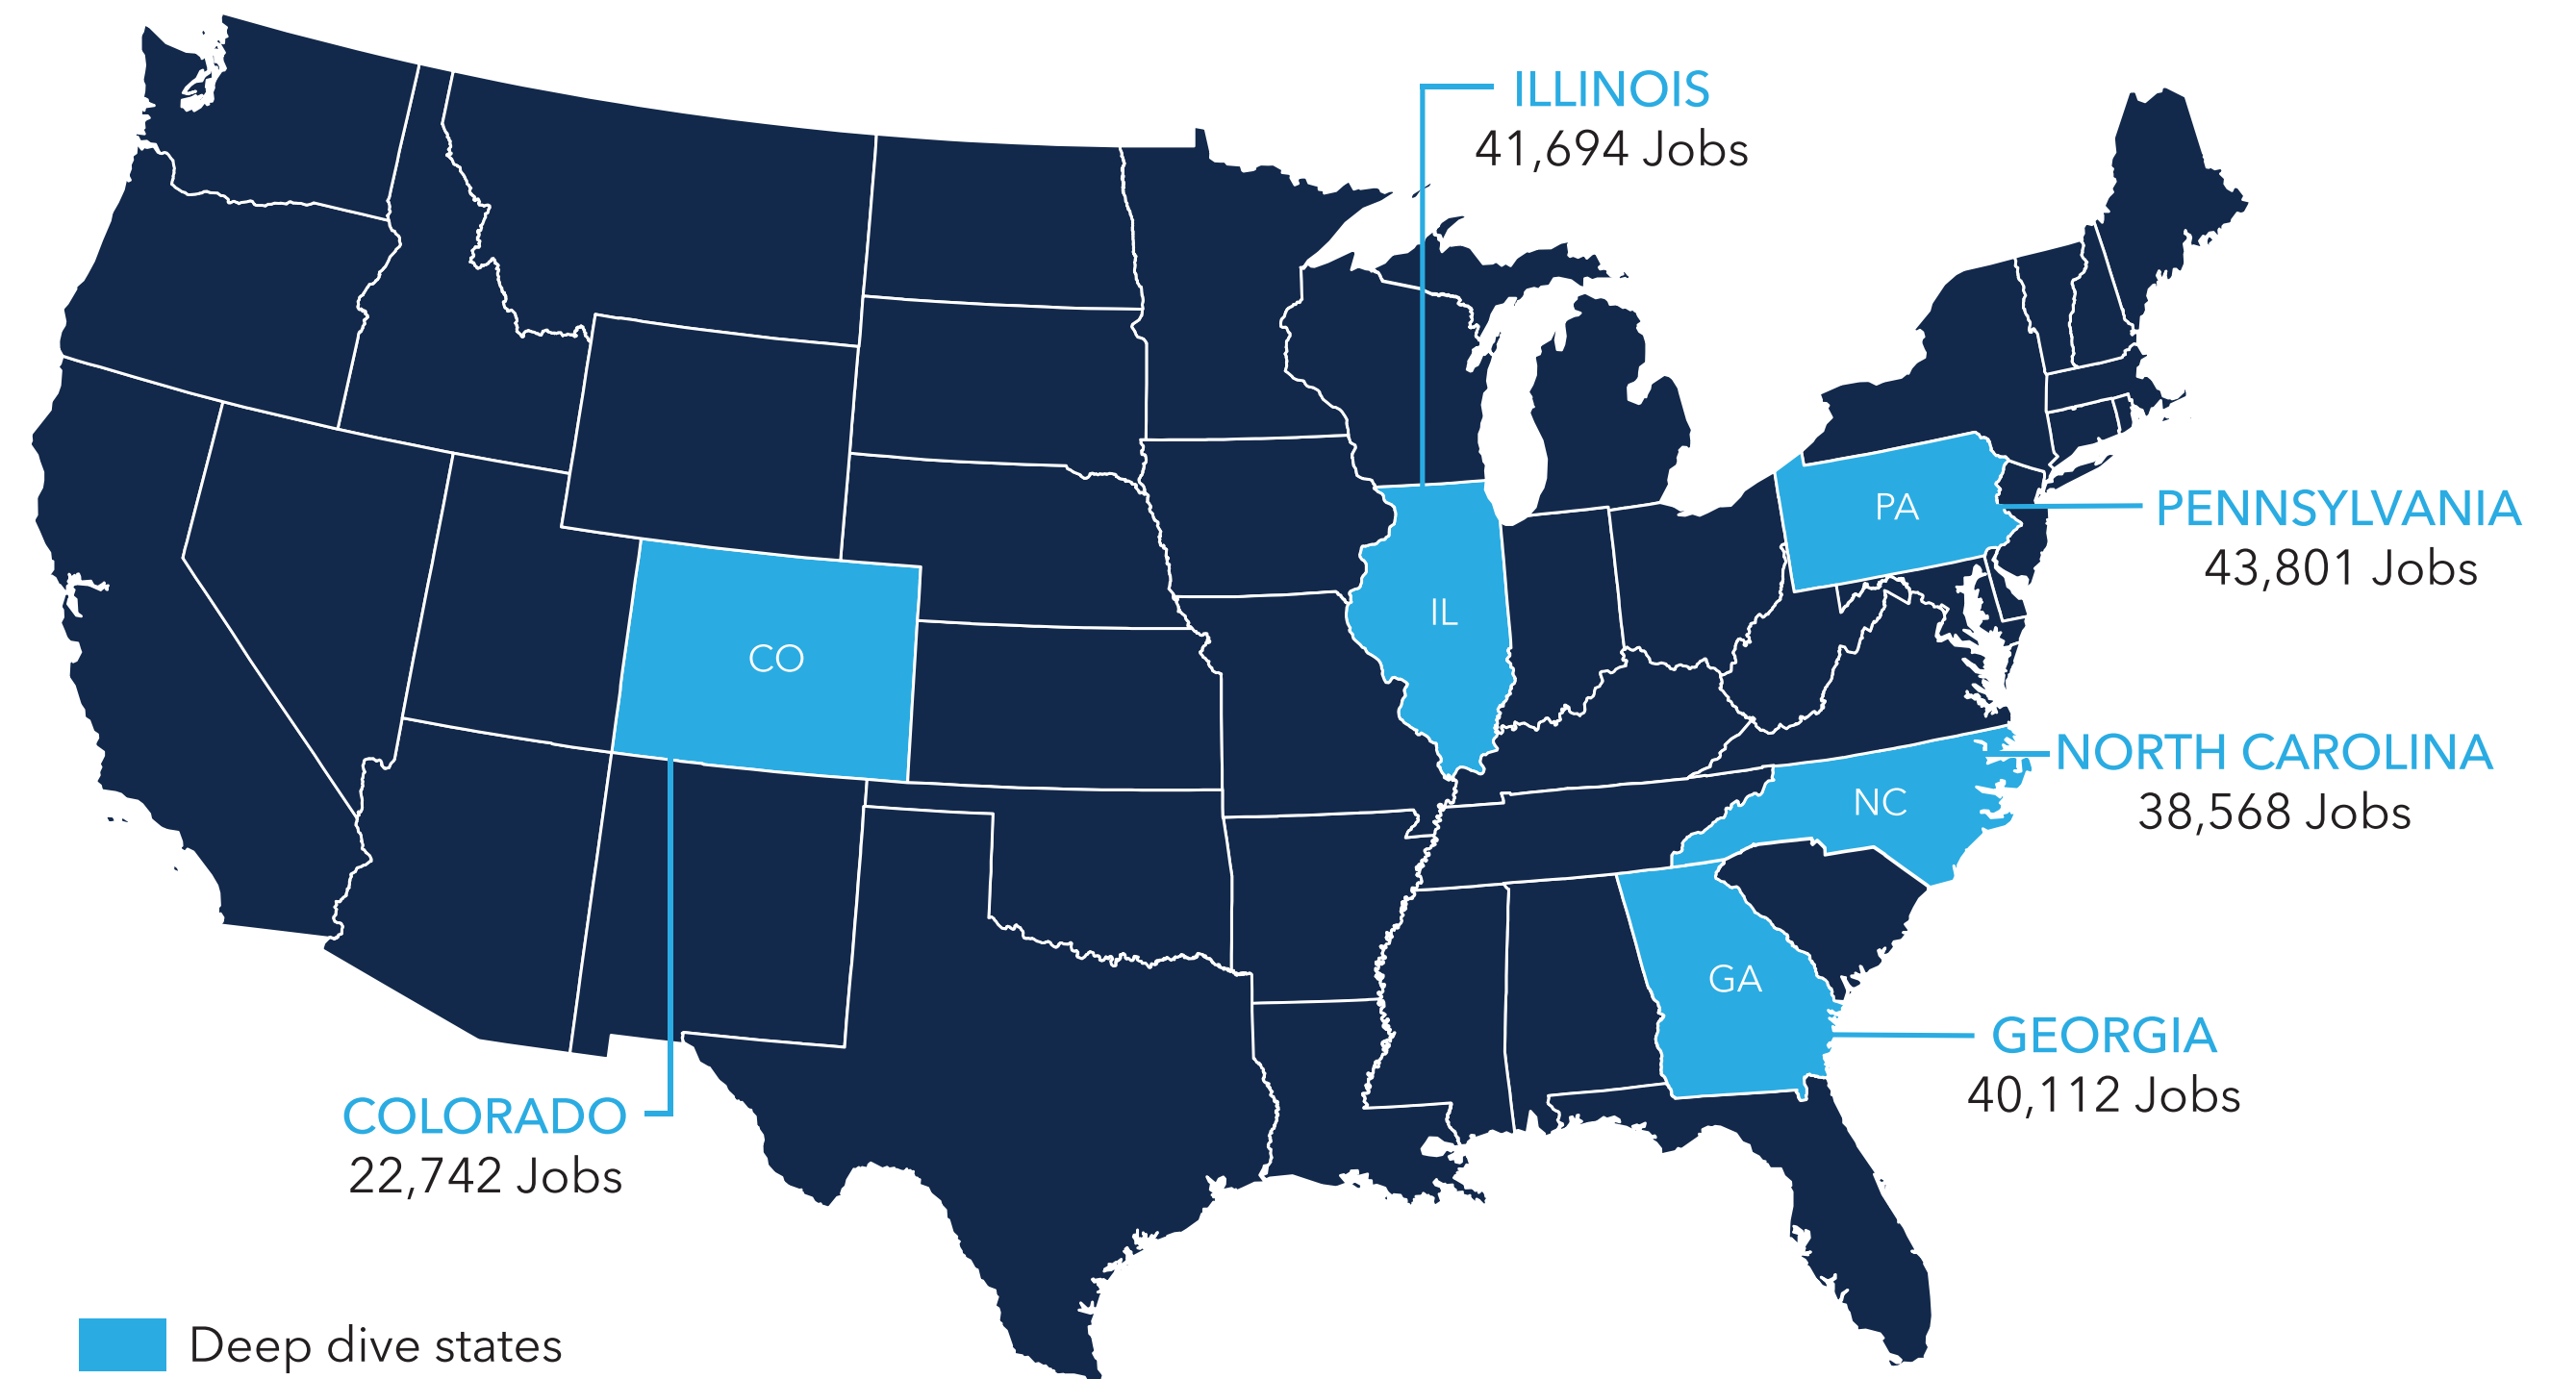 ILLINOIS
41,694 Jobs
PA
PENNSYLVANIA
43,801 Jobs
IL
CO
NORTH CAROLINA
38,568 Jobs
NC
GA
GEORGIA
40,112 Jobs
COLORADO
22,742 Jobs
Deep dive states